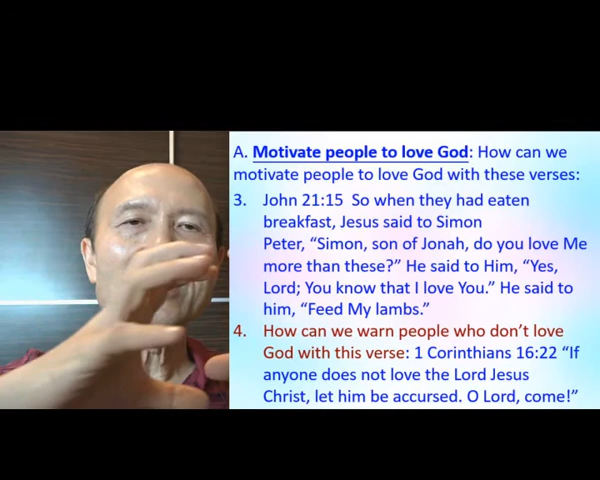 A. Motivate people to love God: How can we
motivate people to love God with these verses:
3. John 21:15 So when they had eaten
breakfast, Jesus said to Simon
Peter, “Simon, son of Jonah, do you love Me
more than these?” He said to Him, “Yes,
Lord; You know that I love You.” He said to
him, “Feed My lambs.”
4. How can we warn people who don’t love
God with this verse: 1 Corinthians 16:22 “If
anyone does not love the Lord Jesus
Christ, let him be accursed. O Lord, come!”